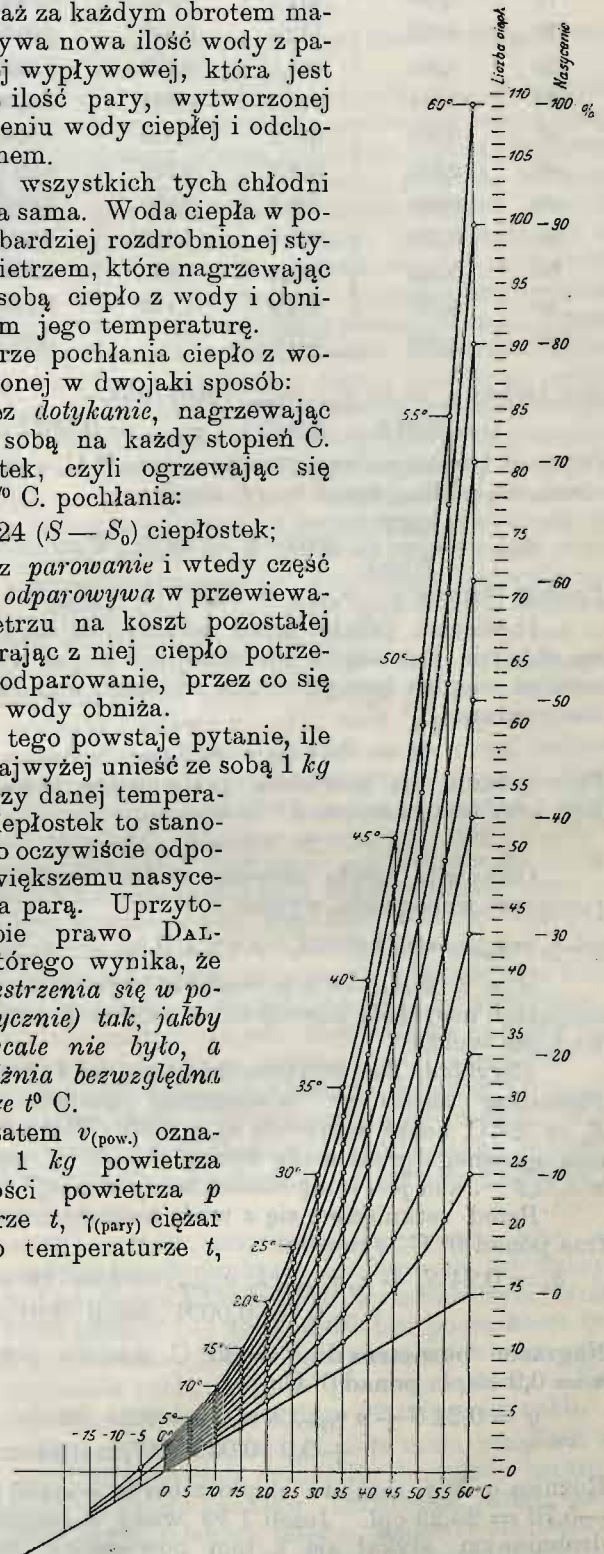 aż za każdym obrotem ma-
ywa nowa ilość wody z pa-
j wypływowej, która jest
ilość pary, wytworzonej
eniu wody ciepłej i odcho-
nem.
wszystkich tych chłodni
a sama. Woda ciepła w po-
bardziej rozdrobnionej sty-
ietrzem, które nagrzewając
sobą ciepło z wody i obni-
m jego temperaturę.
rze pochłania ciepło z wo-
onej w dwojaki sposób:
ez dotykanie, nagrzewając
sobą na każdy stopień C.
tek, czyli ogrzewając się
° C. pochłania:
24 (S — S₀) ciepłostek;
z parowanie i wtedy część
odparowywa w przewiewa-
etrzu na koszt pozostałej
erając z niej ciepło potrze-
odparowanie, przez co się
wody obniża.
tego powstaje pytanie, ile
ajwyżej unieść ze sobą 1 kg
rzy danej tempera-
iepłostek to stano-
o oczywiście odpo-
większemu nasyce-
a parą. Uprzyto-
bie prawo DAL-
tórego wynika, że
estrzenia się w po-
ycznie) tak, jakby
cale nie było, a
żnia bezwzględna
ze t⁰ C.
zatem v(pow.) ozna-
1 kg powietrza
ości powietrza p
rze t, γ(pary) ciężar
o temperaturze t,
Liczba ciepł.
Nasycenie
110
100 %
105
100
90
95
90
80
85
80
70
75
70
60
65
60
50
55
50
40
45
40
30
35
30
20
25
20
10
15
0
10
5
0
60°
55°
50°
45°
40°
35°
30°
25°
20°
15°
10°
5°
0°
-15 -10 -5
0 5 10 15 20 25 30 35 40 45 50 55 60°C